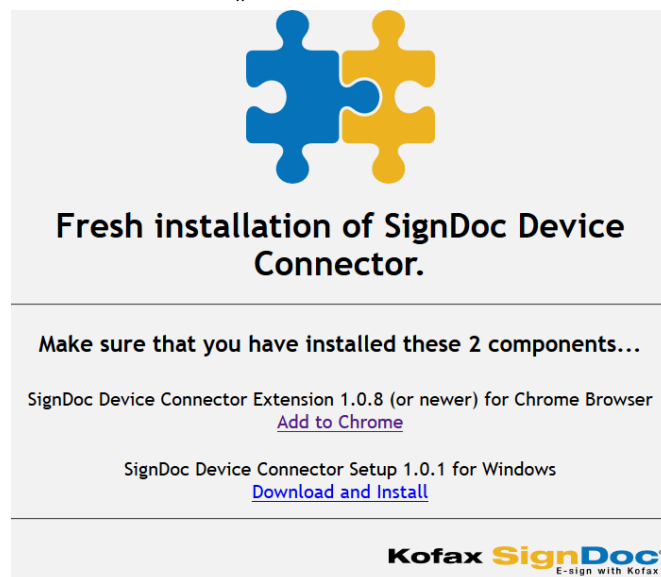 Fresh installation of SignDoc Device
Connector.
Make sure that you have installed these 2 components...
SignDoc Device Connector Extension 1.0.8 (or newer) for Chrome Browser
Add to Chrome
SignDoc Device Connector Setup 1.0.1 for Windows
Download and Install
Kofax SignDoc
E-sign with Kofax